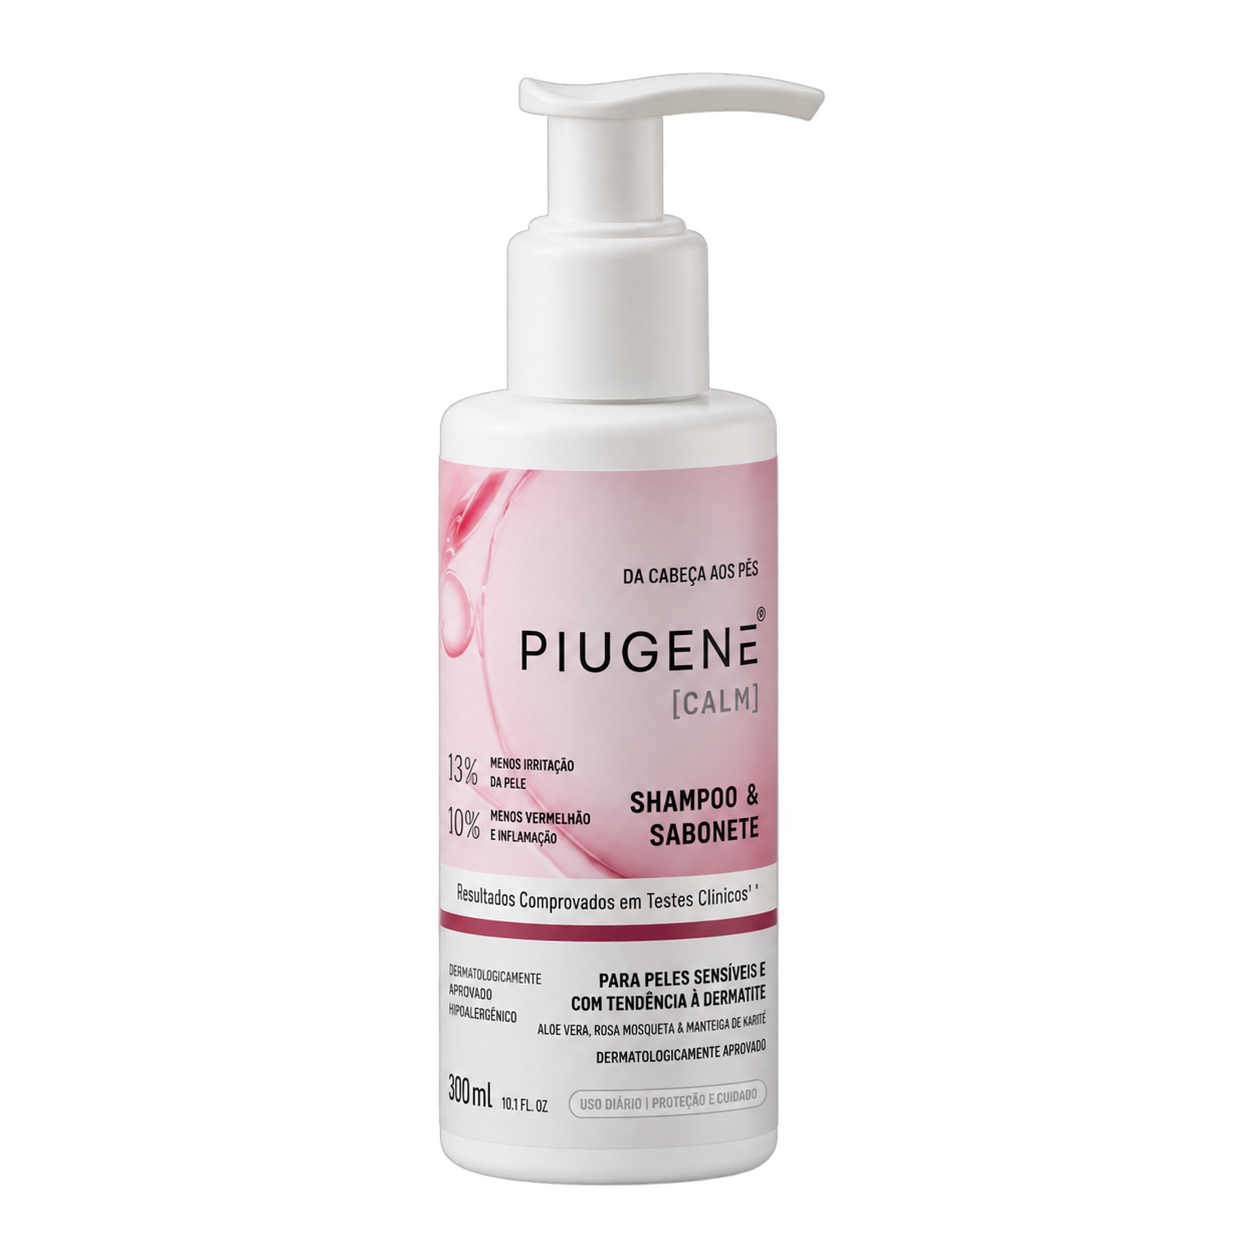 DA CABEÇA AOS PÉS
PIUGENE®
[CALM]
13% MENOS IRRITAÇÃO
DA PELE
10% MENOS VERMELHÃO
E INFLAMAÇÃO
SHAMPOO &
SABONETE
Resultados Comprovados em Testes Clínicos
DERMATOLOGICAMENTE
APROVADO
HIPOALERGÊNICO
PARA PELES SENSÍVEIS E
COM TENDÊNCIA À DERMATITE
ALOE VERA, ROSA MOSQUETA & MANTEIGA DE KARITÉ
DERMATOLOGICAMENTE APROVADO
300ml 10.1 FL. OZ
USO DIÁRIO | PROTEÇÃO E CUIDADO